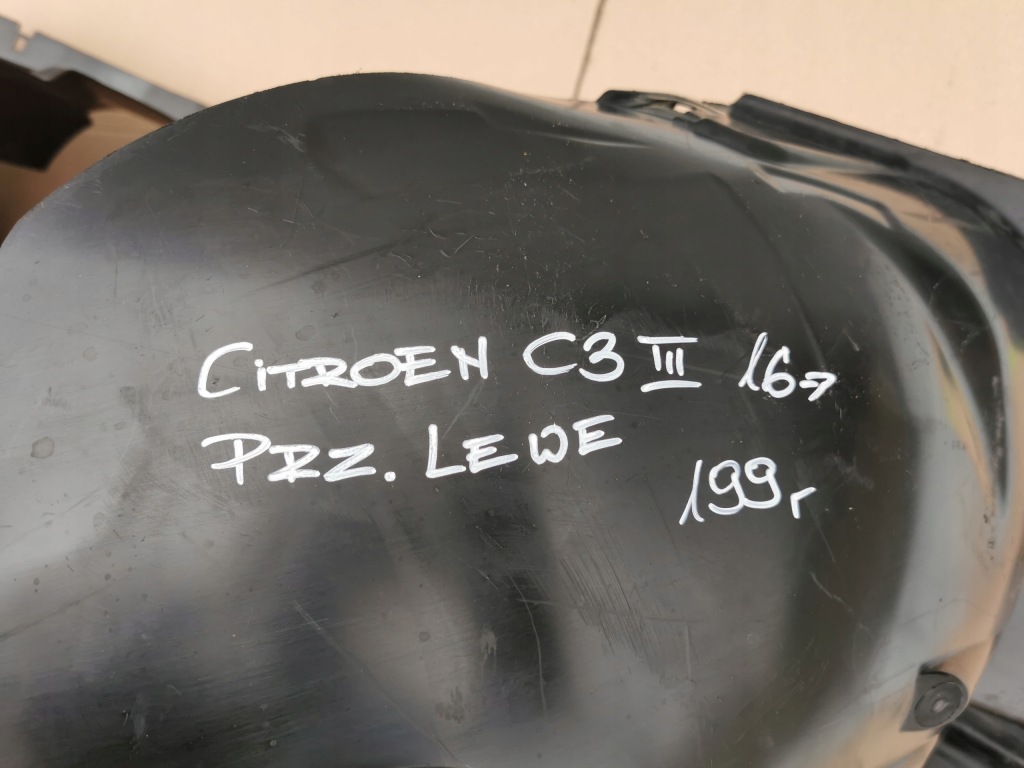 CiTROEN C3 III 16→
PRZ. LEWE
199r